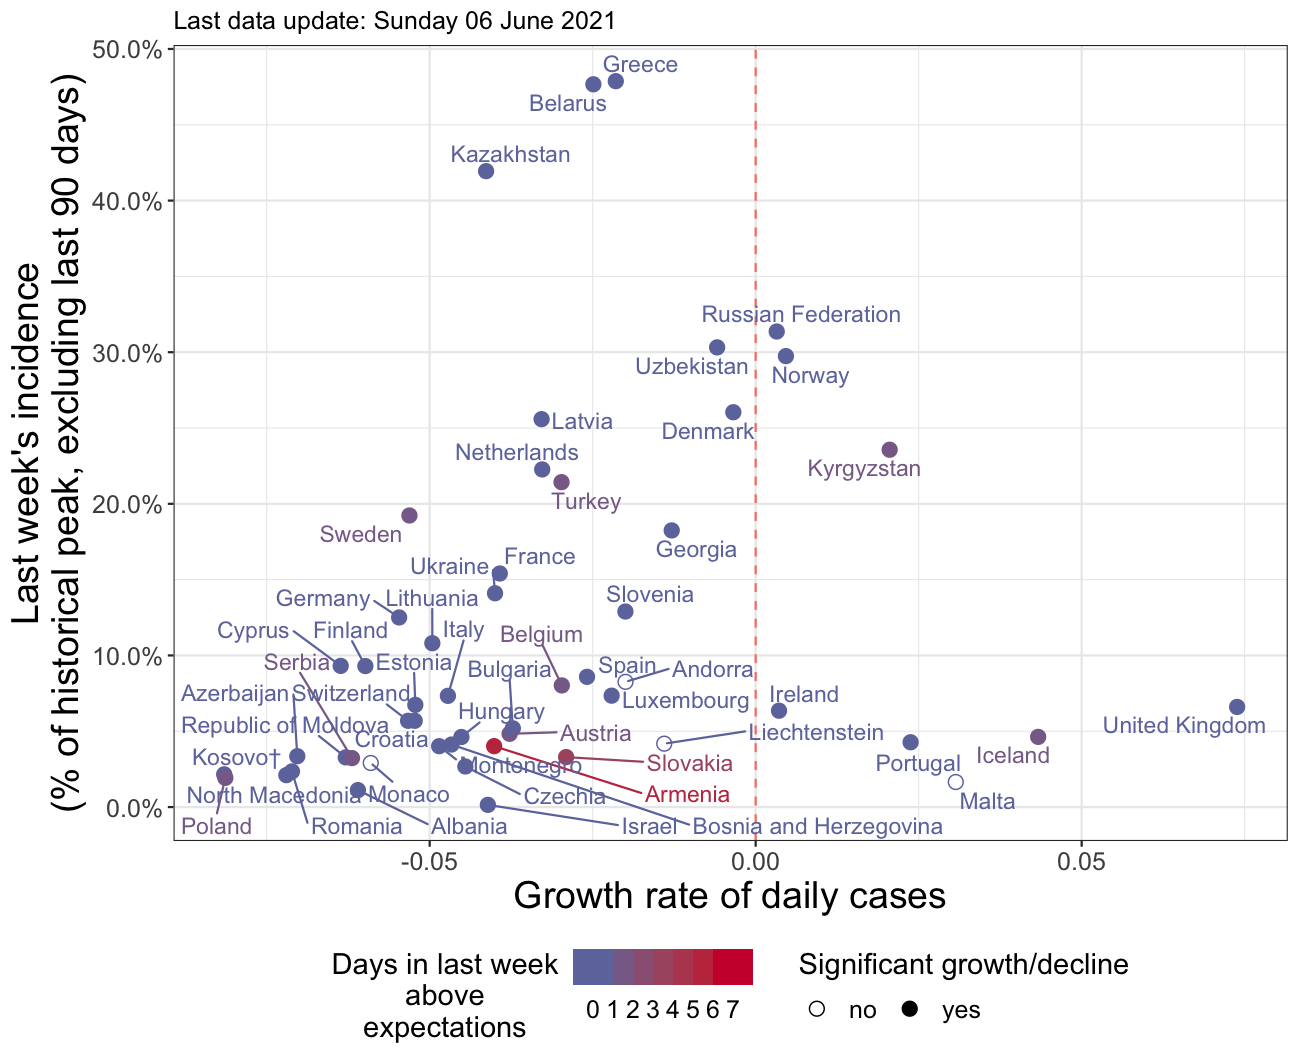 Last data update: Sunday 06 June 2021
Last week's incidence
(% of historical peak, excluding last 90 days)
50.0%
40.0%
30.0%
20.0%
10.0%
0.0%
Greece
Belarus
Kazakhstan
Russian Federation
Uzbekistan
Norway
Latvia
Denmark
Netherlands
Kyrgyzstan
Turkey
Sweden
Georgia
France
Ukraine
Slovenia
Germany
Lithuania
Cyprus
Finland
Italy
Belgium
Serbia
Estonia
Bulgaria
Spain
Andorra
Azerbaijan
Switzerland
Luxembourg
Ireland
Hungary
Republic of Moldova
United Kingdom
Croatia
Austria
Liechtenstein
Kosovo†
Montenegro
Slovakia
Portugal
Iceland
North Macedonia
Monaco
Czechia
Armenia
Malta
Poland
Romania
Albania
Israel
Bosnia and Herzegovina
-0.05
0.00
0.05
Growth rate of daily cases
Days in last week
above
expectations
0 1 2 3 4 5 6 7
Significant growth/decline
no
yes